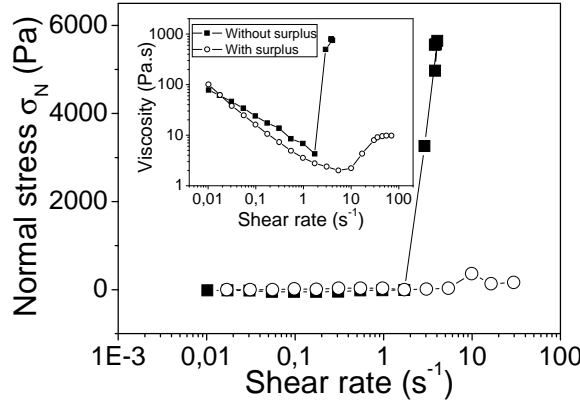 Normal stress σN (Pa)
6000
4000
2000
0
1E-3
0,01
0,1
1
10
100
Shear rate (s-1)
Viscosity (Pa.s)
1000
100
10
1
0,01
0,1
1
10
100
Shear rate (s-1)
Without surplus
With surplus